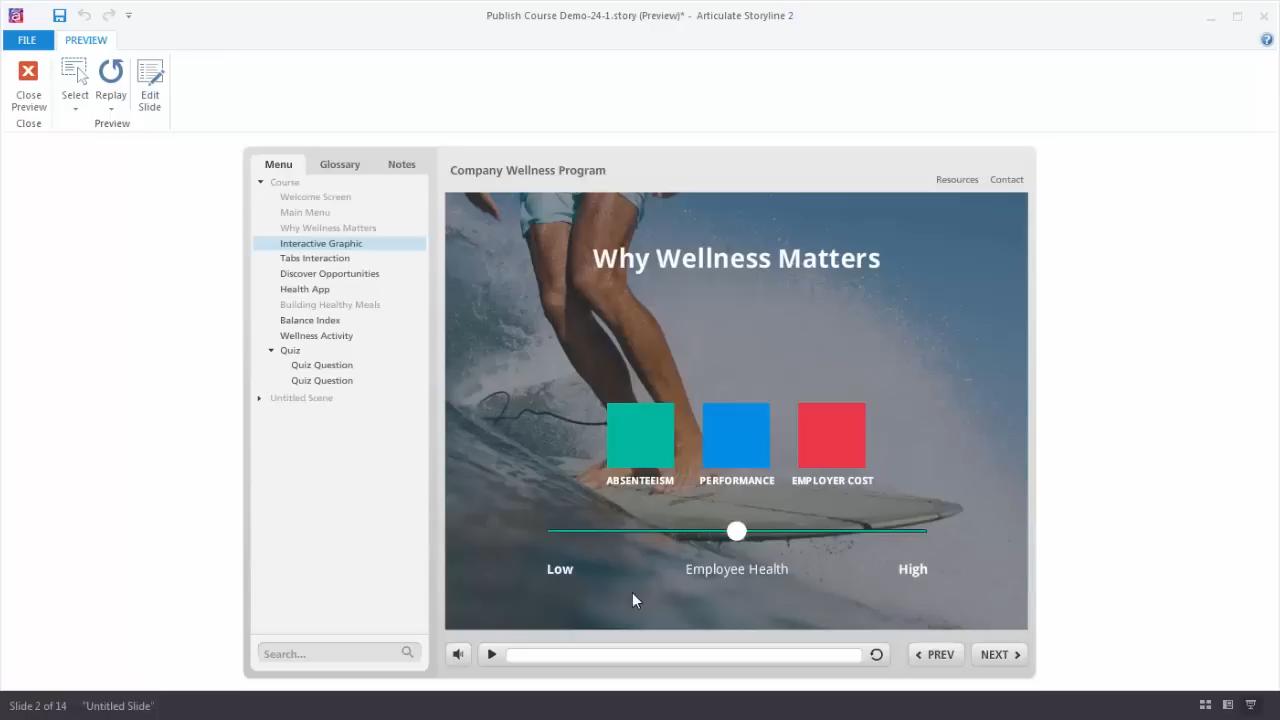 Publish Course Demo-24-1.story (Preview)* - Articulate Storyline 2
FILE
PREVIEW
Close Preview
Select
Replay
Edit Slide
Close
Preview
Menu
Glossary
Notes
Course
Welcome Screen
Main Menu
Why Wellness Matters
Interactive Graphic
Tabs Interaction
Discover Opportunities
Health App
Building Healthy Meals
Balance Index
Wellness Activity
Quiz
Quiz Question
Quiz Question
Untitled Scene
Search...
Company Wellness Program
Resources
Contact
Why Wellness Matters
ABSENTEEISM
PERFORMANCE
EMPLOYER COST
Low
Employee Health
High
PREV
NEXT
Slide 2 of 14
"Untitled Slide"